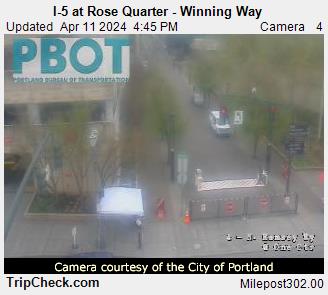 I-5 at Rose Quarter - Winning Way
Updated Apr 11 2024 4:45 PM Camera 4
PBOT
PORTLAND BUREAU OF TRANSPORTATION
Camera courtesy of the City of Portland
TripCheck.com Milepost302.00